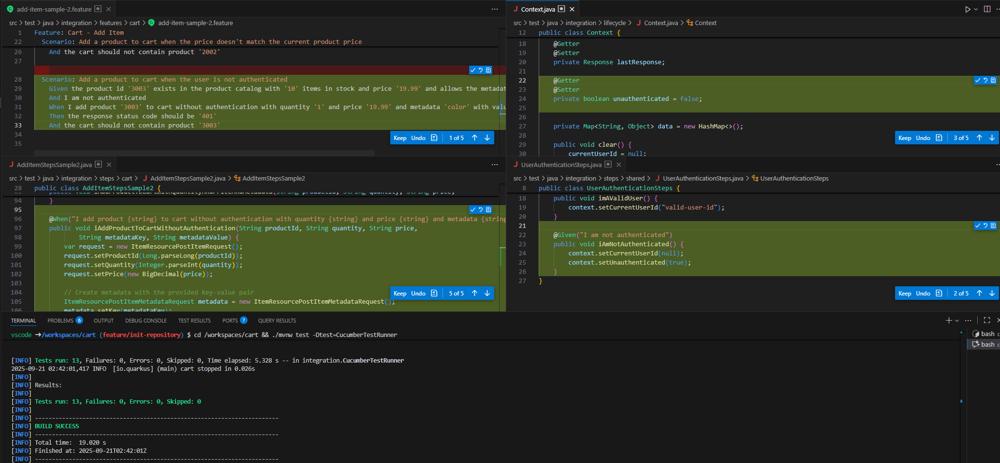 add-item-sample-2.feature
src > test > java > integration > features > cart > add-item-sample-2.feature
1 Feature: Cart - Add Item
22 Scenario: Add a product to cart when the price doesn't match the current product price
26 And the cart should not contain product '2002'
27
28 Scenario: Add a product to cart when the user is not authenticated
29 Given the product id '3003' exists in the product catalog with '10' items in stock and price '19.99' and allows the metadat
30 And I am not authenticated
31 When I add product '3003' to cart without authentication with quantity '1' and price '19.99' and metadata 'color' with valu
32 Then the response status code should be '401'
33 And the cart should not contain product '3003'
34
35
Keep Undo 1 of 5
Context.java
src > test > java > integration > lifecycle > Context.java > Context
12 public class Context {
18 @Getter
19 @Setter
20 private Response lastResponse;
21
22 @Getter
23 @Setter
24 private boolean unauthenticated = false;
25
26
27 private Map<String, Object> data = new HashMap<>();
28
29 public void clear() {
30 currentUserId = null;
Keep Undo 3 of 5
AddItemStepsSample2.java
src > test > java > integration > steps > cart > AddItemStepsSample2.java > AddItemStepsSample2
28 public class AddItemStepsSample2 {
94 }
95
96 @When("I add product {string} to cart without authentication with quantity {string} and price {string} and metadata {string
97 public void iAddProductToCartWithoutAuthentication(String productId, String quantity, String price,
98 String metadataKey, String metadataValue) {
99 var request = new ItemResourcePostItemRequest();
100 request.setProductId(Long.parseLong(productId));
101 request.setQuantity(Integer.parseInt(quantity));
102 request.setPrice(new BigDecimal(price));
103
104 // Create metadata with the provided key-value pair
105 ItemResourcePostItemMetadataRequest metadata = new ItemResourcePostItemMetadataRequest();
106 metadata.setKey(metadataKey);
Keep Undo 5 of 5
UserAuthenticationSteps.java
src > test > java > integration > steps > shared > UserAuthenticationSteps.java > UserAuthenticationSteps
8 public class UserAuthenticationSteps {
18 public void imAValidUser() {
19 context.setCurrentUserId("valid-user-id");
20 }
21
22 @Given("I am not authenticated")
23 public void iAmNotAuthenticated() {
24 context.setCurrentUserId(null);
25 context.setUnauthenticated(true);
26 }
27 }
Keep Undo 2 of 5
TERMINAL PROBLEMS 6 OUTPUT DEBUG CONSOLE TEST RESULTS PORTS 7 QUERY RESULTS
vscode ➜/workspaces/cart (feature/init-repository) $ cd /workspaces/cart && ./mvnw test -Dtest=CucumberTestRunner
[INFO] Tests run: 13, Failures: 0, Errors: 0, Skipped: 0, Time elapsed: 5.328 s -- in integration.CucumberTestRunner
2025-09-21 02:42:01,417 INFO [io.quarkus] (main) cart stopped in 0.026s
[INFO]
[INFO] Results:
[INFO]
[INFO] Tests run: 13, Failures: 0, Errors: 0, Skipped: 0
[INFO]
[INFO] ------------------------------------------------------------------------
[INFO] BUILD SUCCESS
[INFO] ------------------------------------------------------------------------
[INFO] Total time: 19.020 s
[INFO] Finished at: 2025-09-21T02:42:01Z
[INFO] ------------------------------------------------------------------------
bash c
bash c